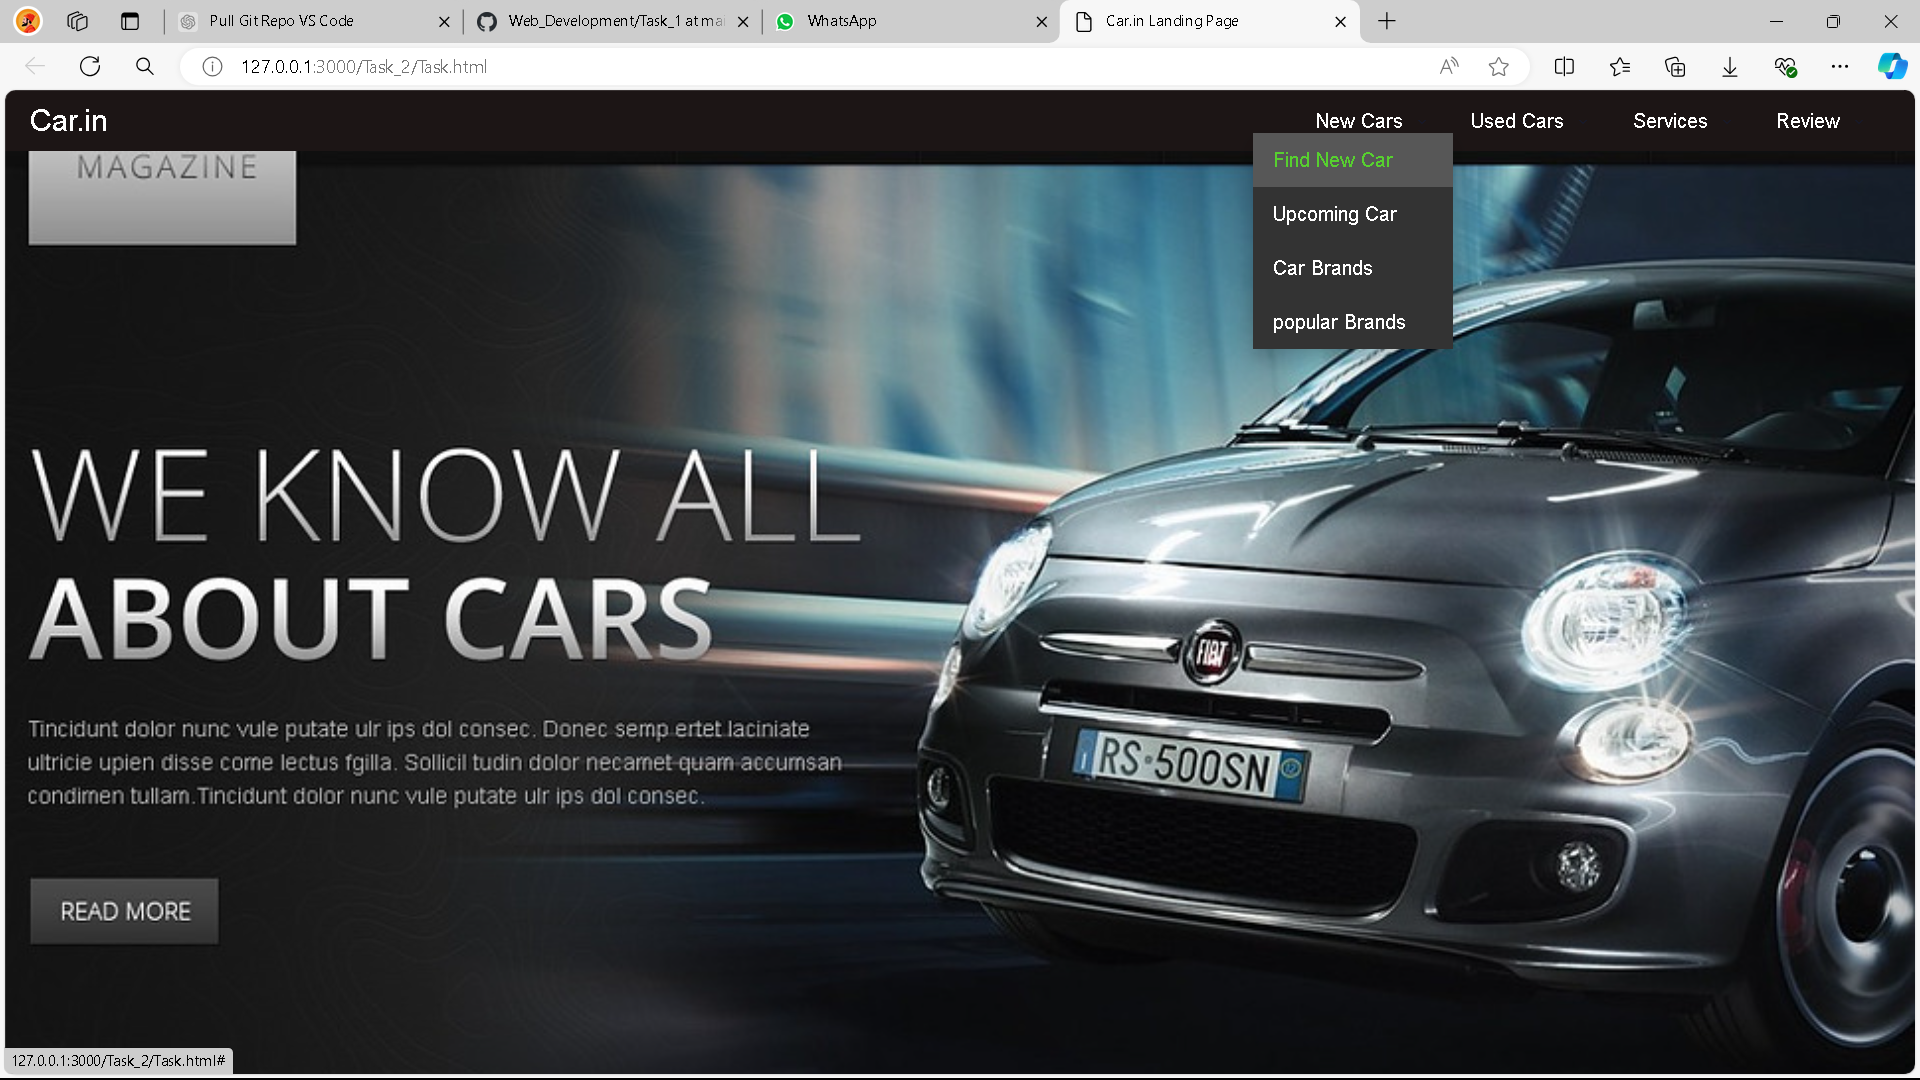 Pull Git Repo VS Code
Web_Development/Task_1 at mai
WhatsApp
Car.in Landing Page
127.0.0.1:3000/Task_2/Task.html
Car.in
New Cars
Used Cars
Services
Review
Find New Car
Upcoming Car
Car Brands
popular Brands
MAGAZINE
WE KNOW ALL
ABOUT CARS
Tincidunt dolor nunc vule putate ulr ips dol consec. Donec semp ertet laciniate
ultricie upien disse come lectus fgilla. Sollicil tudin dolor necamet quam accumsan
condimen tullam.Tincidunt dolor nunc vule putate ulr ips dol consec.
READ MORE
FIAT
RS·500SN
127.0.0.1:3000/Task_2/Task.html#